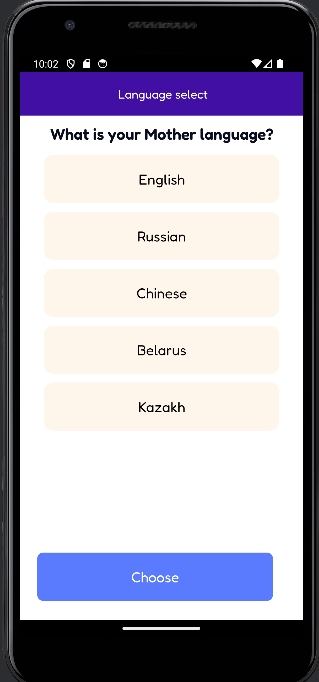 10:02
Language select
What is your Mother language?
English
Russian
Chinese
Belarus
Kazakh
Choose